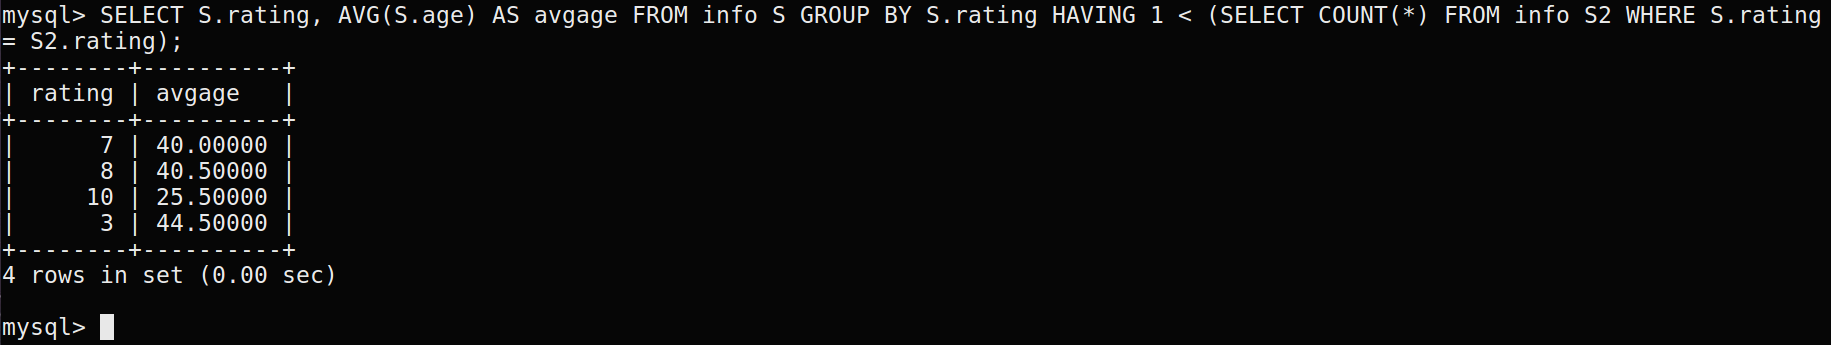 mysql> SELECT S.rating, AVG(S.age) AS avgage FROM info S GROUP BY S.rating HAVING 1 < (SELECT COUNT(*) FROM info S2 WHERE S.rating
= S2.rating);
+--------+----------+
| rating | avgage   |
+--------+----------+
|      7 | 40.00000 |
|      8 | 40.50000 |
|     10 | 25.50000 |
|      3 | 44.50000 |
+--------+----------+
4 rows in set (0.00 sec)
mysql>